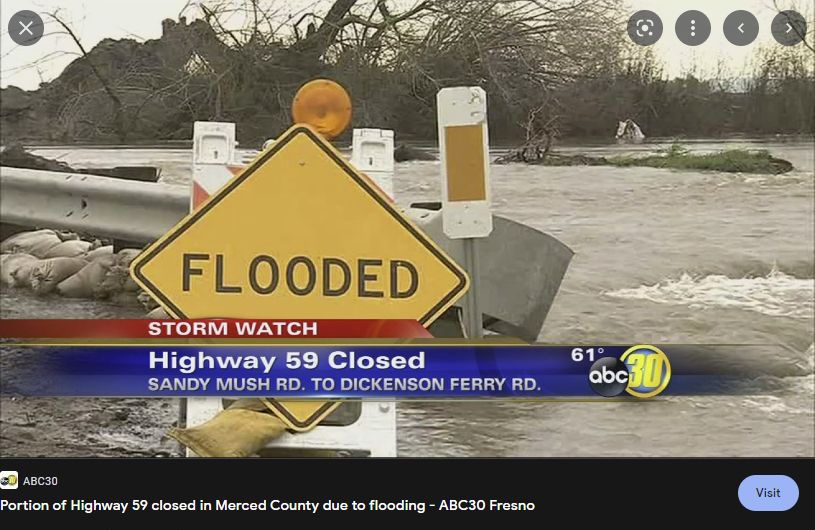 FLOODED
STORM WATCH
Highway 59 Closed
61°
SANDY MUSH RD. TO DICKENSON FERRY RD.
abc30
ABC30
Portion of Highway 59 closed in Merced County due to flooding - ABC30 Fresno
Visit